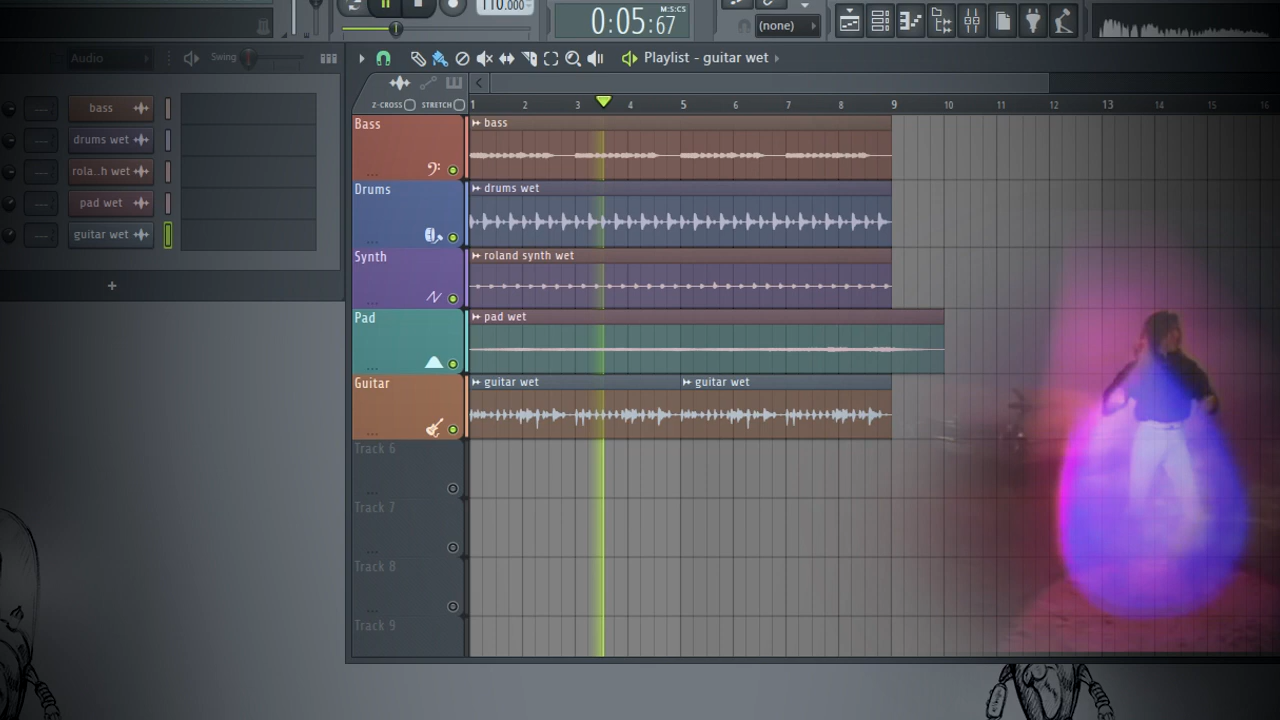 110.000
0:05:67
M:S:CS
(none)
Audio
Swing
Playlist - guitar wet
Z-CROSS
STRETCH
1 2 3 4 5 6 7 8 9 10 11 12 13 14 15 16
bass
drums wet
rola..h wet
pad wet
guitar wet
Bass
bass
Drums
drums wet
Synth
roland synth wet
Pad
pad wet
Guitar
guitar wet guitar wet
Track 6
Track 7
Track 8
Track 9